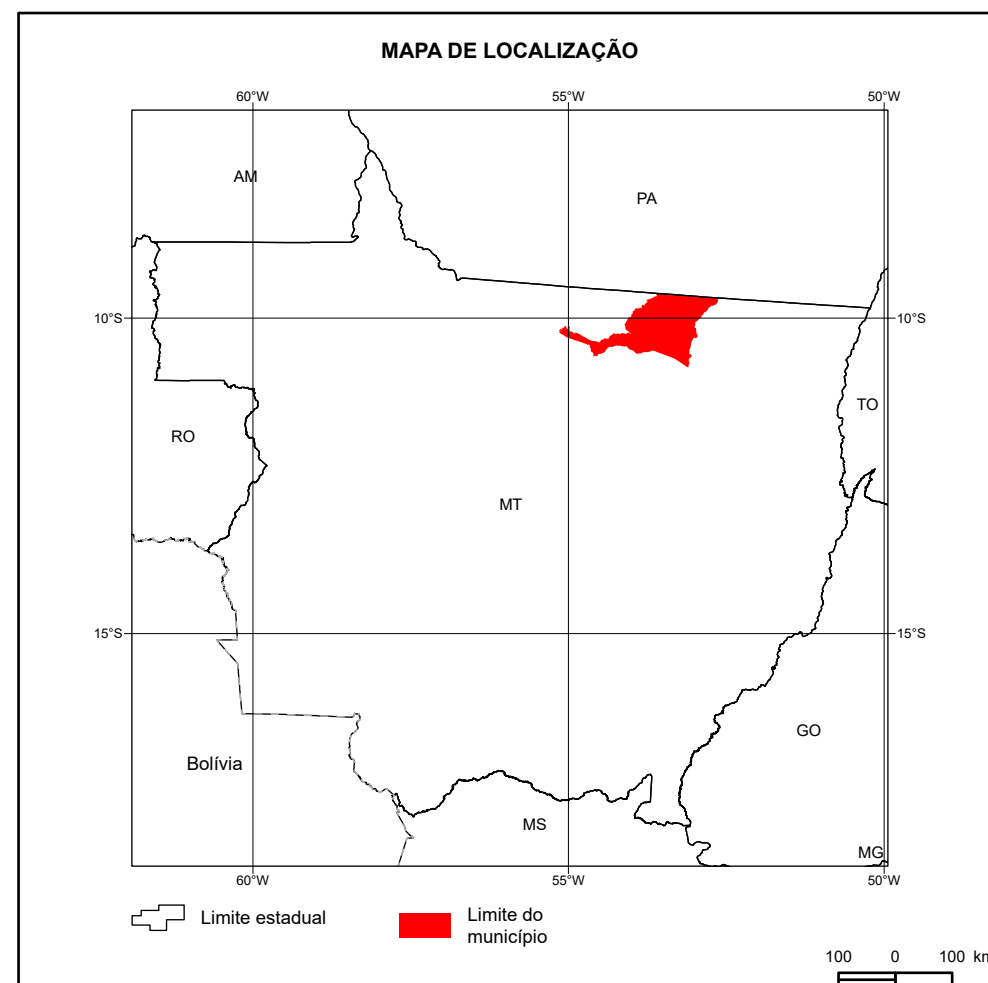 MAPA DE LOCALIZAÇÃO
60°W
55°W
50°W
AM
PA
10°S
10°S
TO
RO
MT
15°S
15°S
GO
Bolívia
MS
MG
60°W
55°W
50°W
Limite estadual
Limite do
município
100 0 100 km